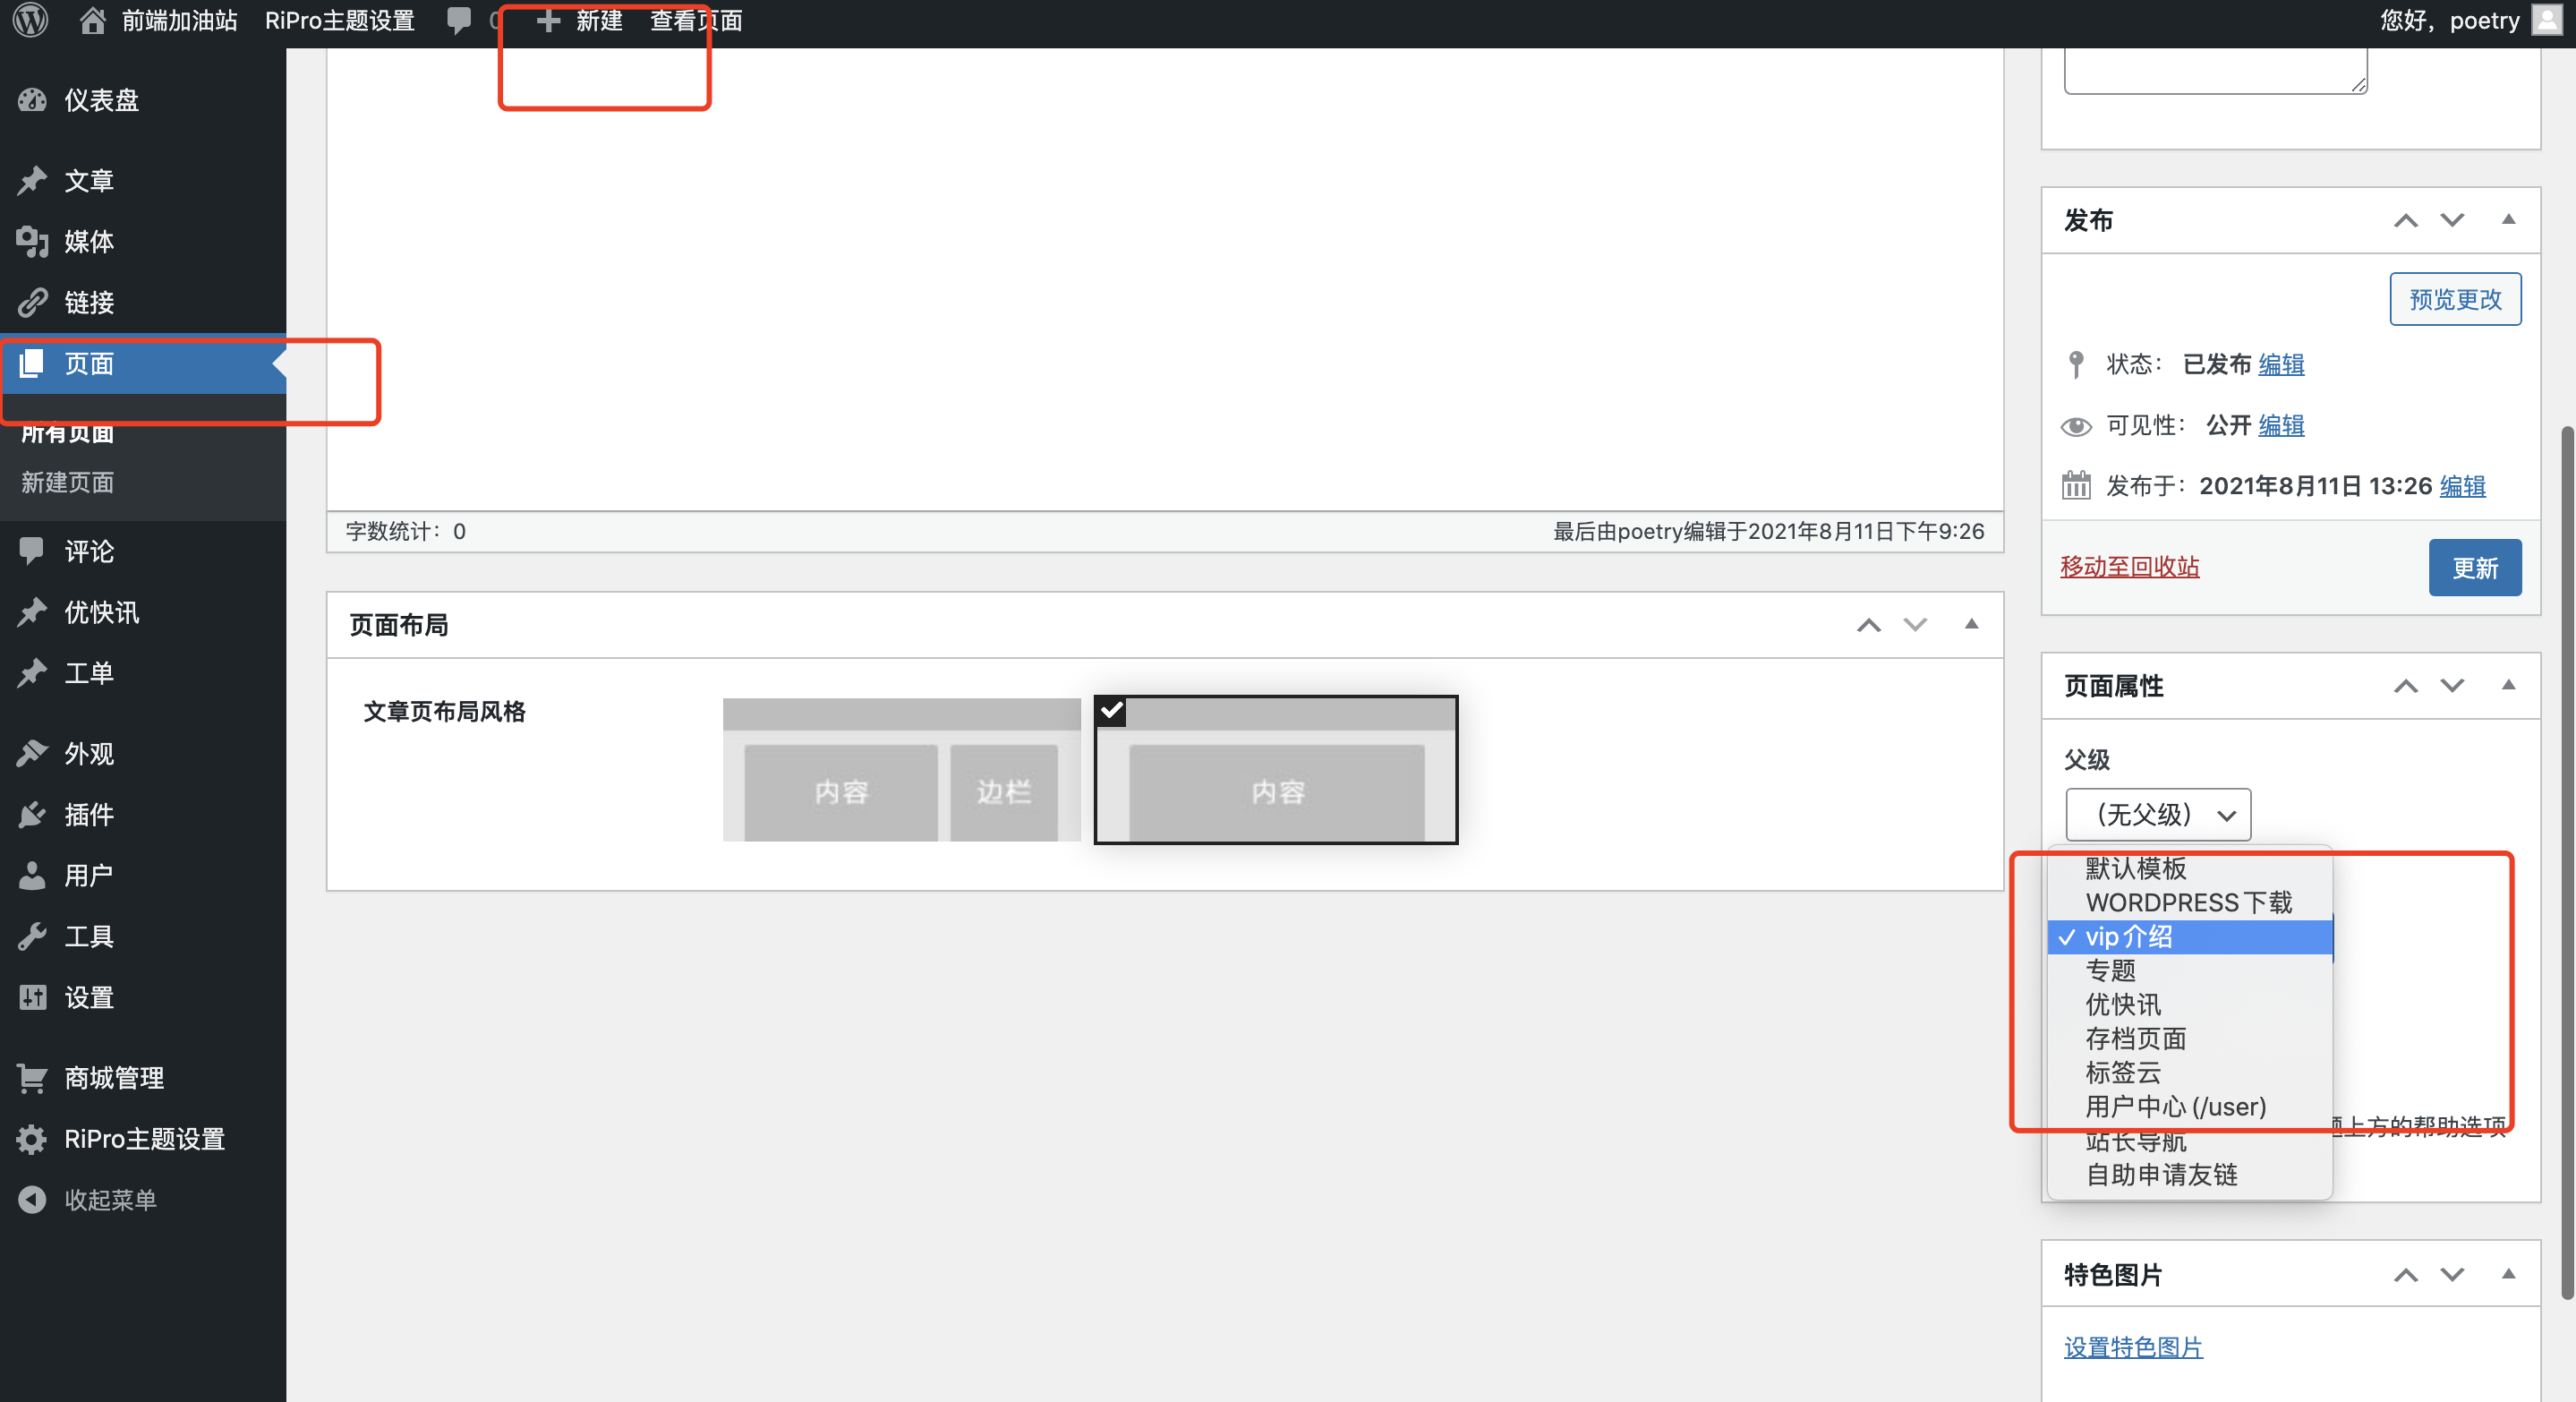 前端加油站 RiPro主题设置 新建 查看页面 您好，poetry
仪表盘
文章
媒体
链接
页面
所有页面
新建页面
评论
优快讯
工单
外观
插件
用户
工具
设置
商城管理
RiPro主题设置
收起菜单
字数统计：0 最后由poetry编辑于2021年8月11日下午9:26
页面布局
文章页布局风格
内容 边栏
内容
发布
预览更改
状态： 已发布 编辑
可见性： 公开 编辑
发布于：2021年8月11日 13:26 编辑
移动至回收站 更新
页面属性
父级
（无父级）
默认模板
WORDPRESS下载
vip介绍
专题
优快讯
存档页面
标签云
用户中心(/user)
上方的帮助选项
站长导航
自助申请友链
特色图片
设置特色图片